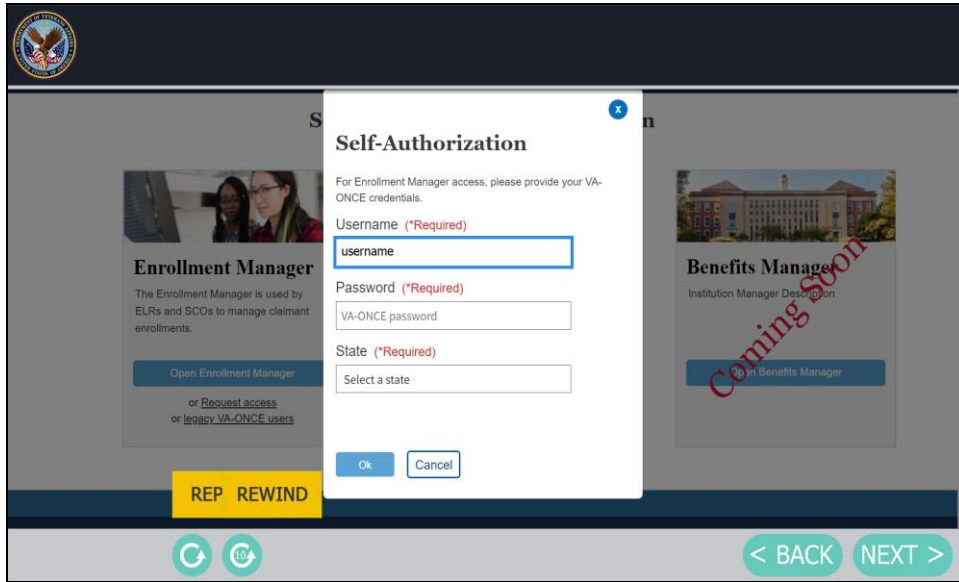 S
n
X
Self-Authorization
For Enrollment Manager access, please provide your VA-
ONCE credentials.
Username (*Required)
username
Password (*Required)
VA-ONCE password
State (*Required)
Select a state
Ok
Cancel
Enrollment Manager
The Enrollment Manager is used by
ELRs and SCOs to manage claimant
enrollments.
Open Enrollment Manager
or Request access
or legacy VA-ONCE users
Benefits Manager
Institution Manager Description
Open Benefits Manager
Coming Soon
REP REWIND
10
< BACK
NEXT >